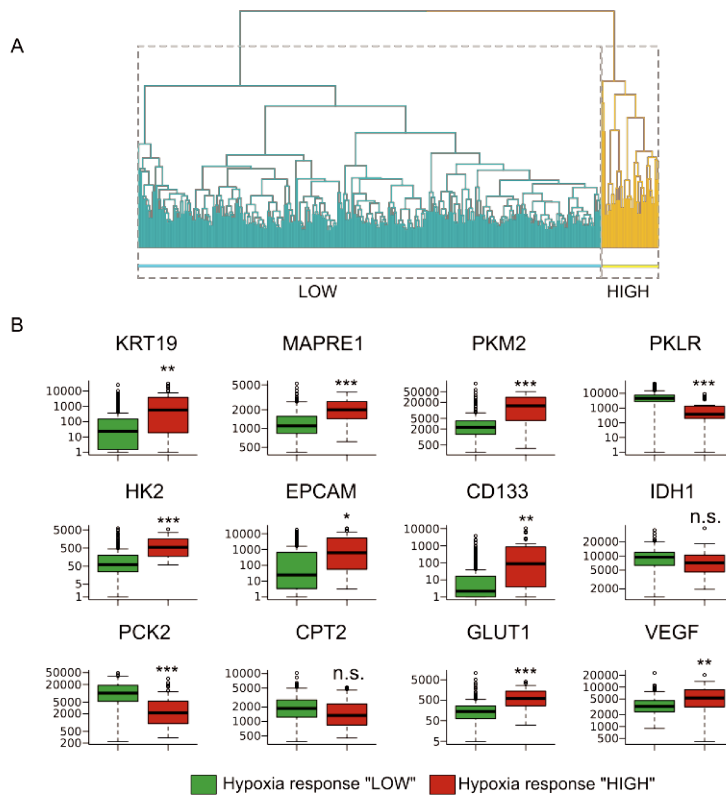 A
LOW HIGH
B
KRT19 MAPRE1 PKM2 PKLR
** *** *** ***
10000 1000 100 10 1
5000 2000 1000 500
50000 10000 2000 500
10000 1000 100 10 1
HK2 EPCAM CD133 IDH1
*** * ** n.s.
5000 500 50 5 1
10000 1000 100 10 1
1000 100 10 1
20000 10000 5000 2000
PCK2 CPT2 GLUT1 VEGF
*** n.s. *** **
50000 20000 5000 2000 500 200
10000 5000 2000 1000 500
5000 500 50 5
20000 10000 5000 2000 1000 500
Hypoxia response "LOW" Hypoxia response "HIGH"